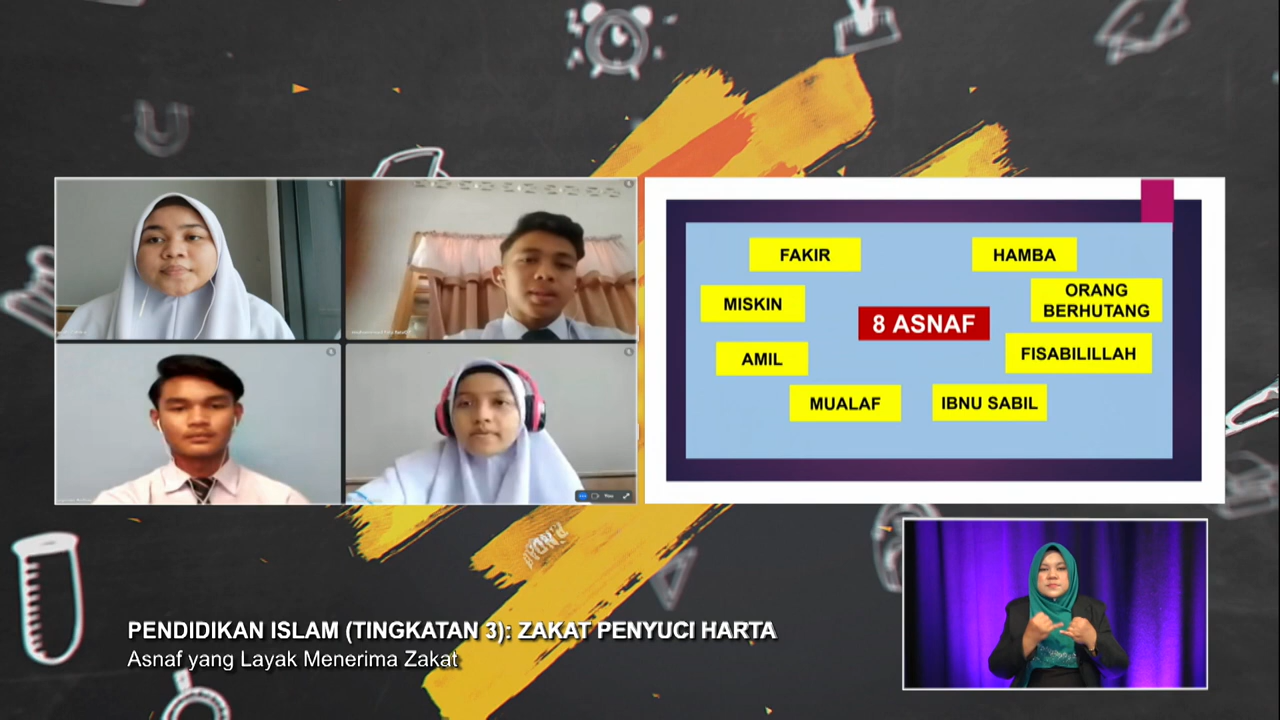 FAKIR
HAMBA
MISKIN
ORANG
BERHUTANG
8 ASNAF
AMIL
FISABILILLAH
MUALAF
IBNU SABIL
PENDIDIKAN ISLAM (TINGKATAN 3): ZAKAT PENYUCI HARTA
Asnaf yang Layak Menerima Zakat